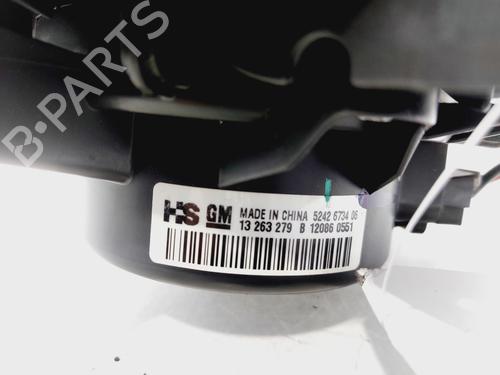 B-PARTS
HS GM MADE IN CHINA 5242 6734 06
13 263 279 B 12086 0551